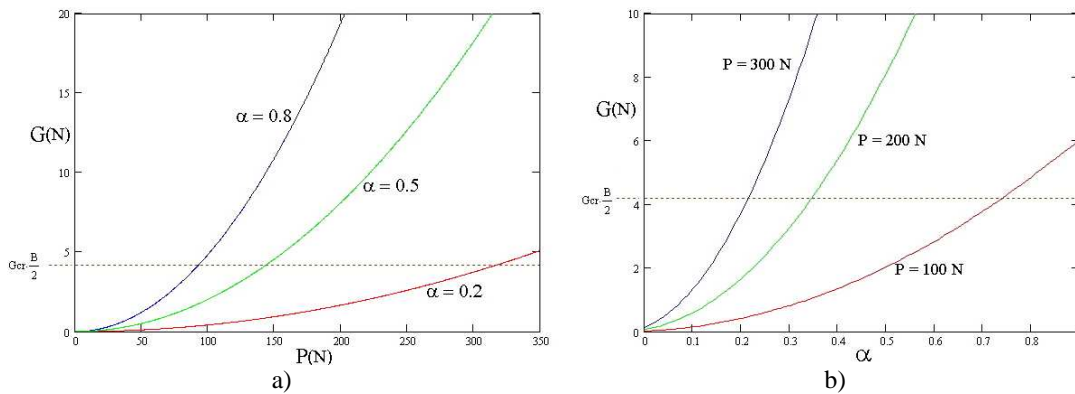 20
15
G(N)
10
5
Gcr·B/2
0
0 50 100 150 200 250 300 350
P(N)
α = 0.8
α = 0.5
α = 0.2
a)
10
8
G(N)
6
4
Gcr·B/2
2
0
0 0.1 0.2 0.3 0.4 0.5 0.6 0.7 0.8
α
P = 300 N
P = 200 N
P = 100 N
b)